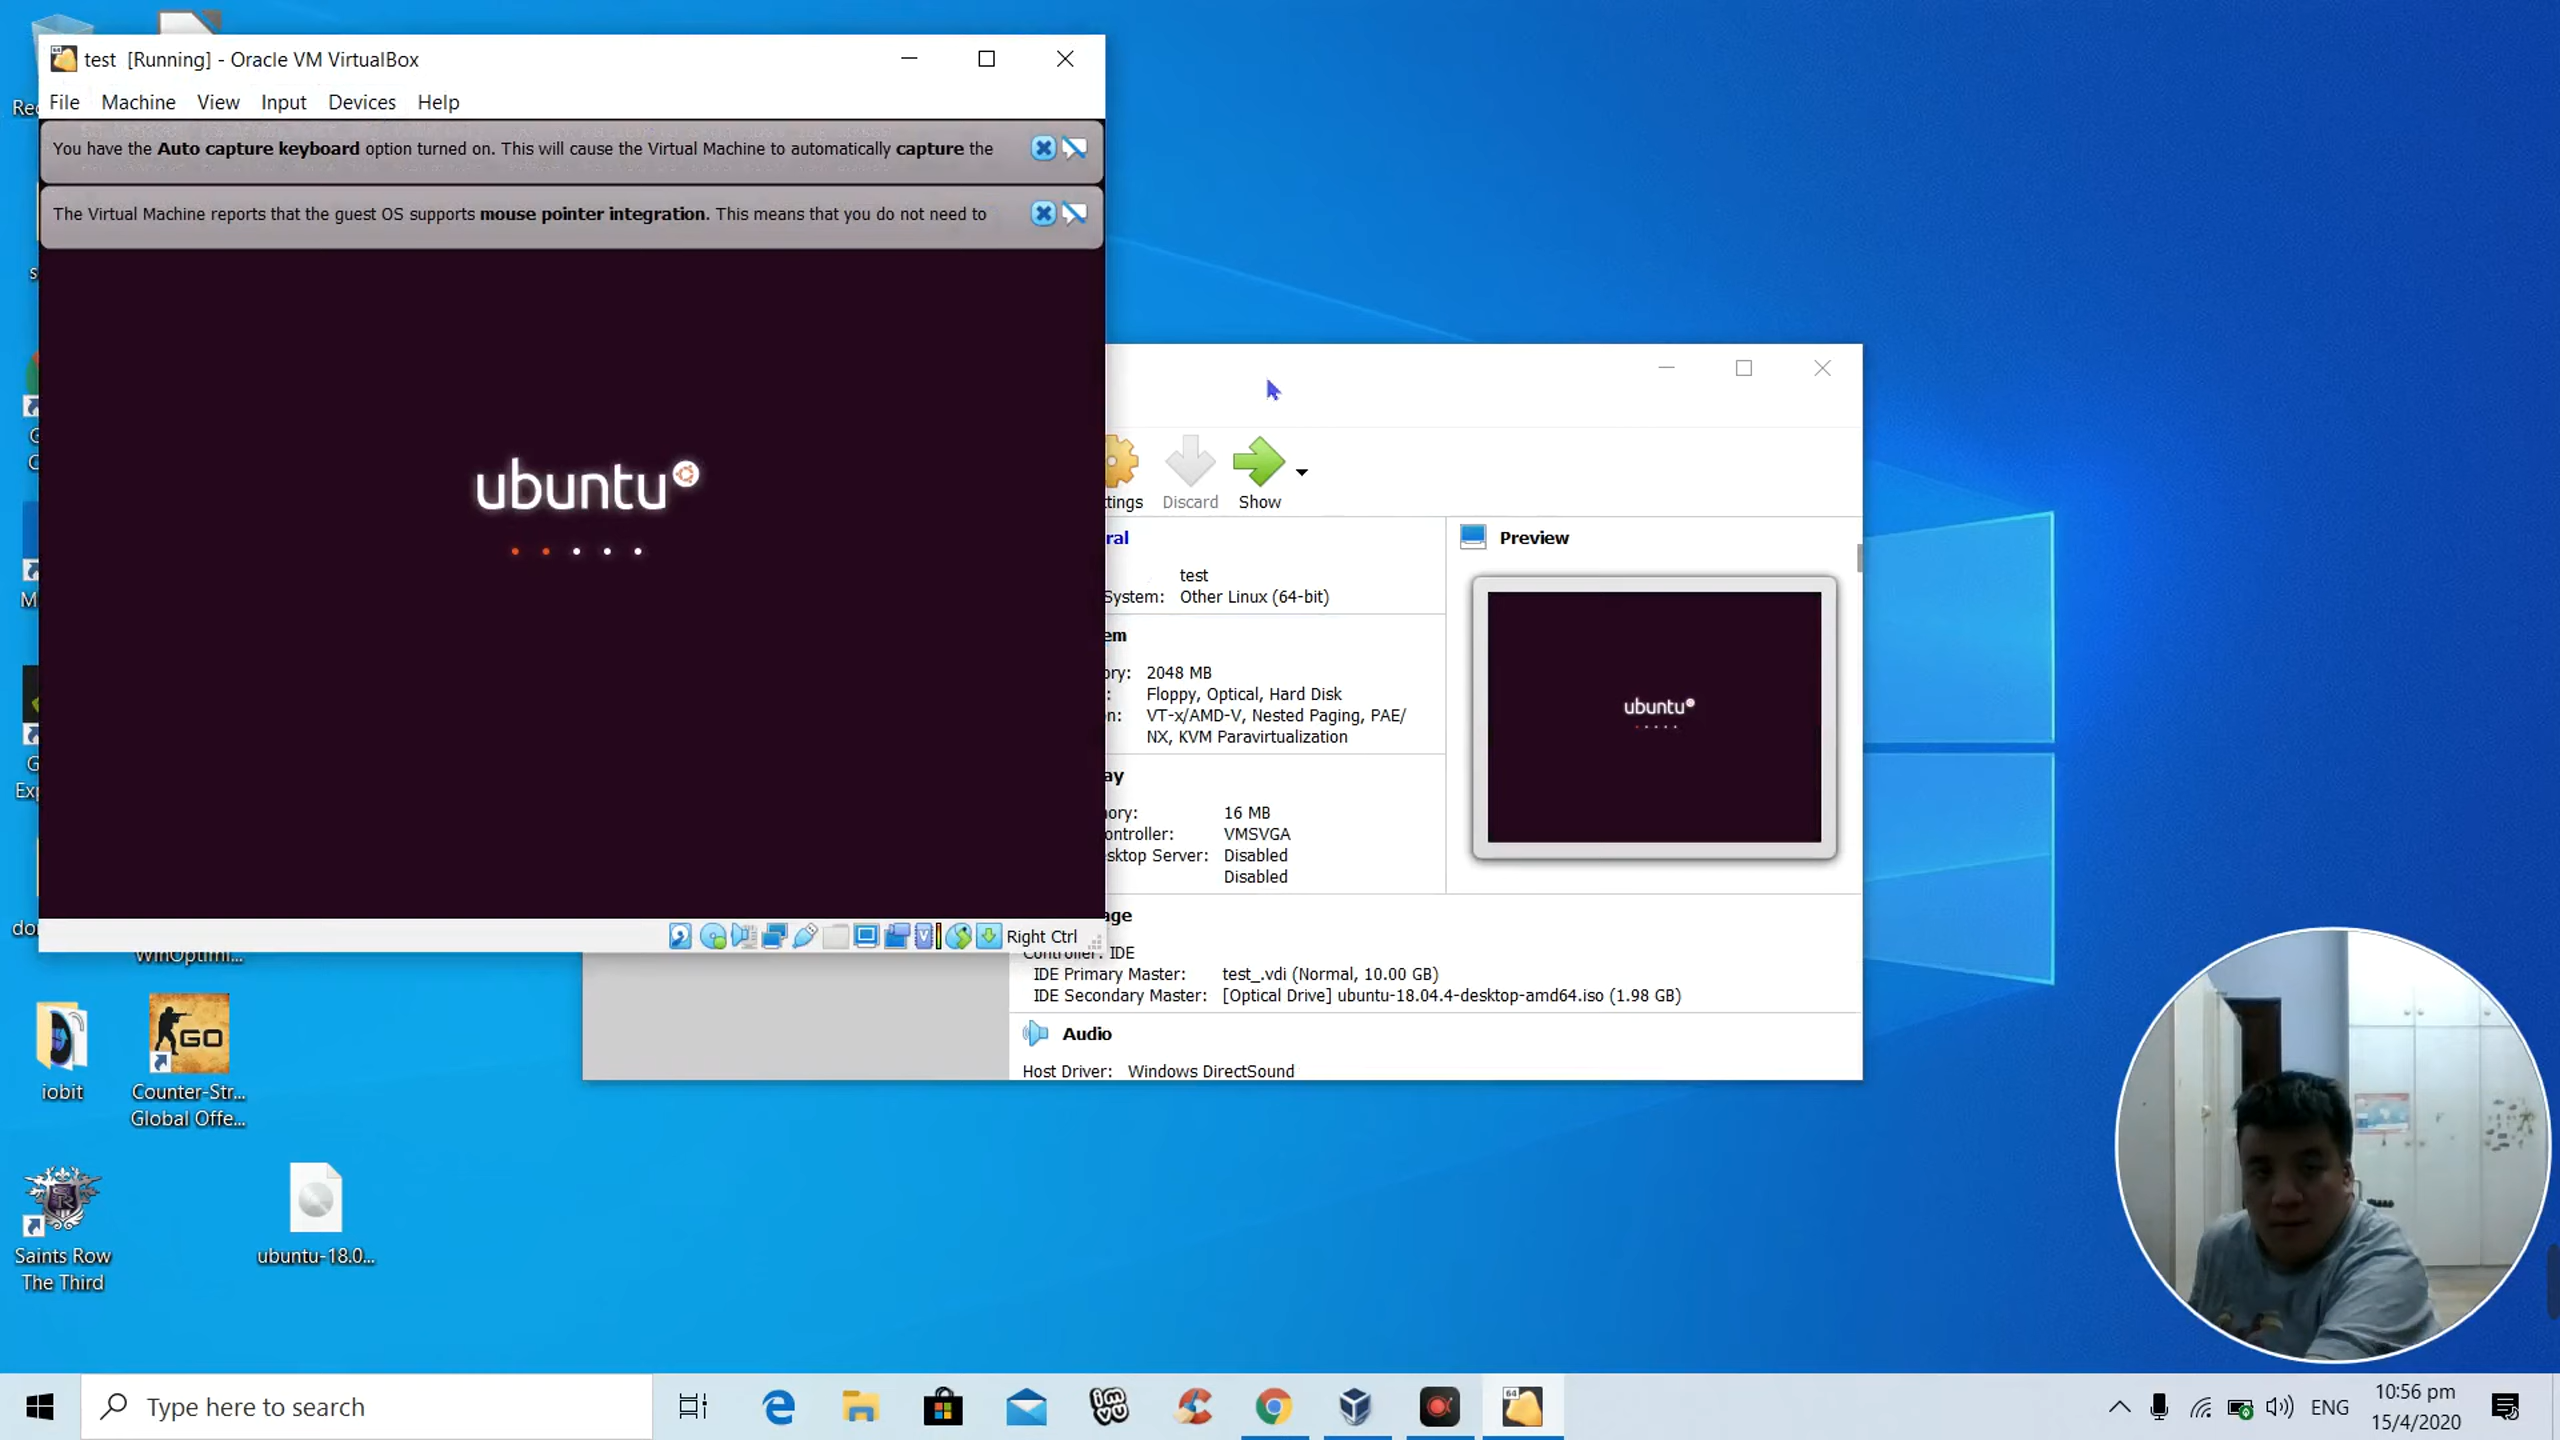 test [Running] - Oracle VM VirtualBox
File Machine View Input Devices Help
You have the Auto capture keyboard option turned on. This will cause the Virtual Machine to automatically capture the
The Virtual Machine reports that the guest OS supports mouse pointer integration. This means that you do not need to
ubuntu
Right Ctrl
tings Discard Show
ral
test
System: Other Linux (64-bit)
em
ory: 2048 MB
: Floppy, Optical, Hard Disk
n: VT-x/AMD-V, Nested Paging, PAE/
NX, KVM Paravirtualization
ay
ory: 16 MB
ontroller: VMSVGA
sktop Server: Disabled
Disabled
Preview
ubuntu
age
Controller: IDE
IDE Primary Master: test_.vdi (Normal, 10.00 GB)
IDE Secondary Master: [Optical Drive] ubuntu-18.04.4-desktop-amd64.iso (1.98 GB)
Audio
Host Driver: Windows DirectSound
WinOptimi...
iobit
Counter-Str...
Global Offe...
GO
Saints Row
The Third
ubuntu-18.0...
Type here to search
ENG
10:56 pm
15/4/2020